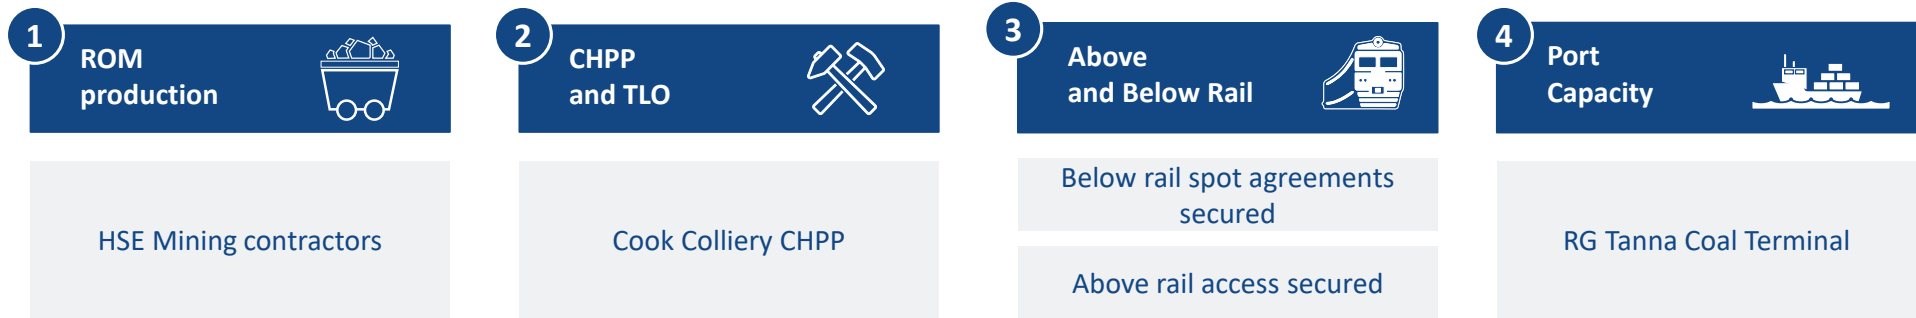 1
ROM
production
HSE Mining contractors
2
CHPP
and TLO
Cook Colliery CHPP
3
Above
and Below Rail
Below rail spot agreements
secured
Above rail access secured
4
Port
Capacity
RG Tanna Coal Terminal